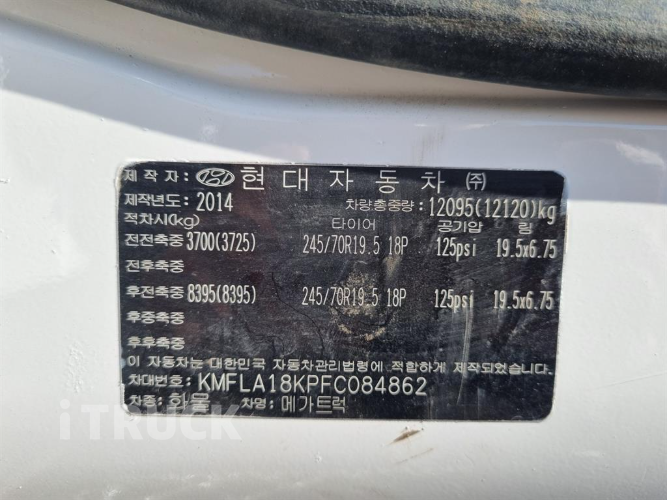 제 작 자 : 현 대 자 동 차 ㈜
제작년도: 2014 차량총중량: 12095(12120)kg
적차시(kg) 타이어 공기압 림
전전축중 3700(3725) 245/70R19.5 18P 125psi 19.5x6.75
전후축중
후전축중 8395(8395) 245/70R19.5 18P 125psi 19.5x6.75
후중축중
후후축중
이 자동차는 대한민국 자동차관리법령에 적합하게 제작되었습니다
차대번호: KMFLA18KPFC084862
차종: 화물 차명: 메가트럭
iTRUCK